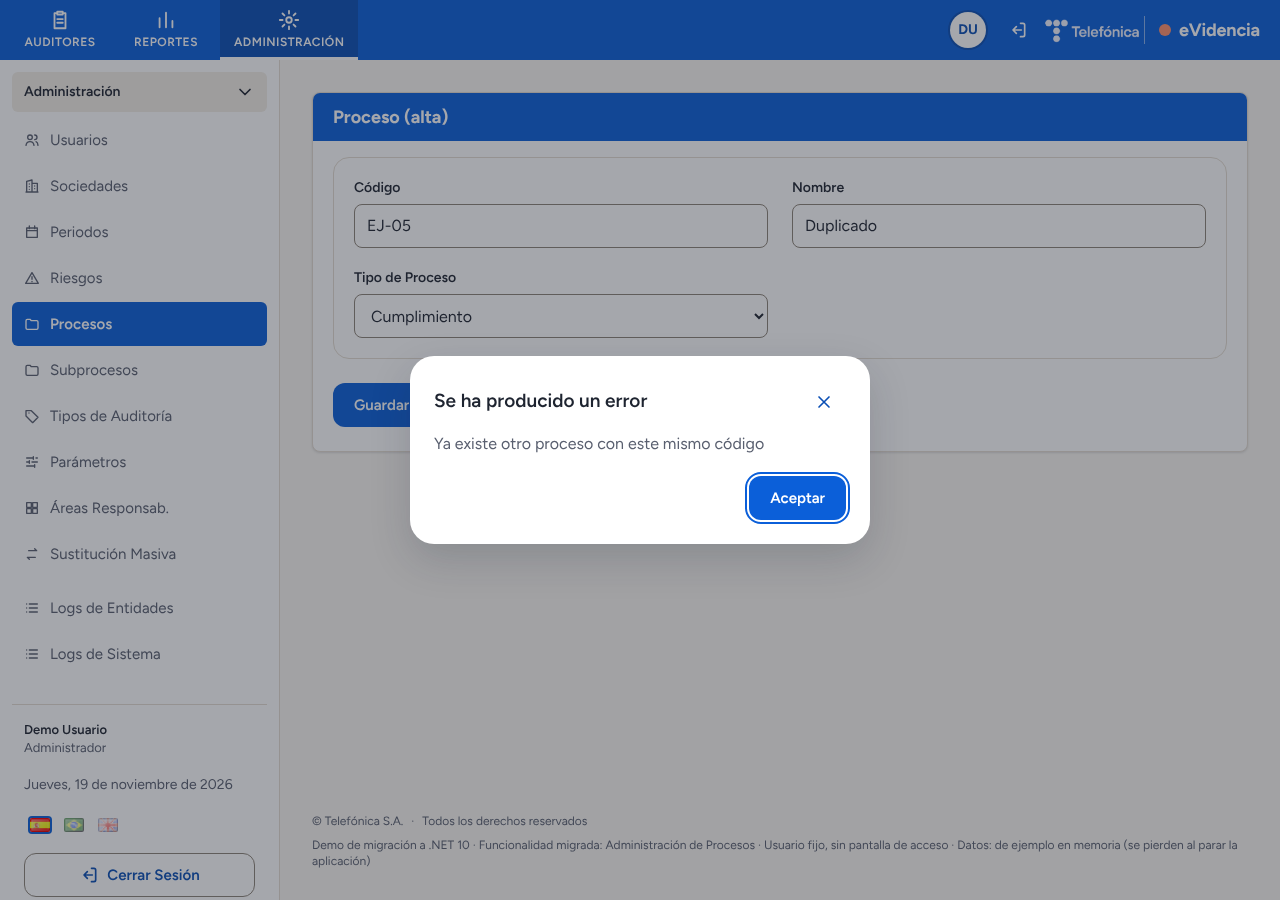 AUDITORES
REPORTES
ADMINISTRACIÓN
DU
Telefónica
eVidencia
Administración
Usuarios
Sociedades
Periodos
Riesgos
Procesos
Subprocesos
Tipos de Auditoría
Parámetros
Áreas Responsab.
Sustitución Masiva
Logs de Entidades
Logs de Sistema
Demo Usuario
Administrador
Jueves, 19 de noviembre de 2026
Cerrar Sesión
Proceso (alta)
Código
Nombre
EJ-05
Duplicado
Tipo de Proceso
Cumplimiento
Guardar
Se ha producido un error
Ya existe otro proceso con este mismo código
Aceptar
© Telefónica S.A. · Todos los derechos reservados
Demo de migración a .NET 10 · Funcionalidad migrada: Administración de Procesos · Usuario fijo, sin pantalla de acceso · Datos: de ejemplo en memoria (se pierden al parar la
aplicación)